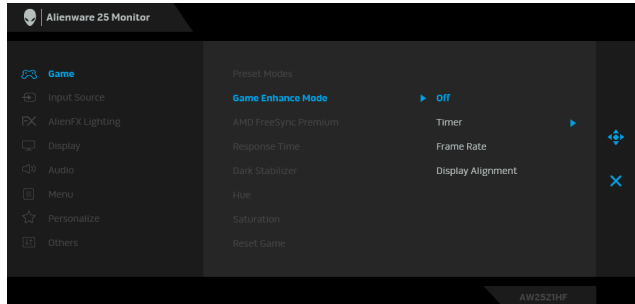 Alienware 25 Monitor
Game
Preset Modes
Input Source
Game Enhance Mode
Off
AlienFX Lighting
AMD FreeSync Premium
Timer
Display
Response Time
Frame Rate
Audio
Dark Stabilizer
Display Alignment
Menu
Hue
Personalize
Saturation
Others
Reset Game
AW2521HF